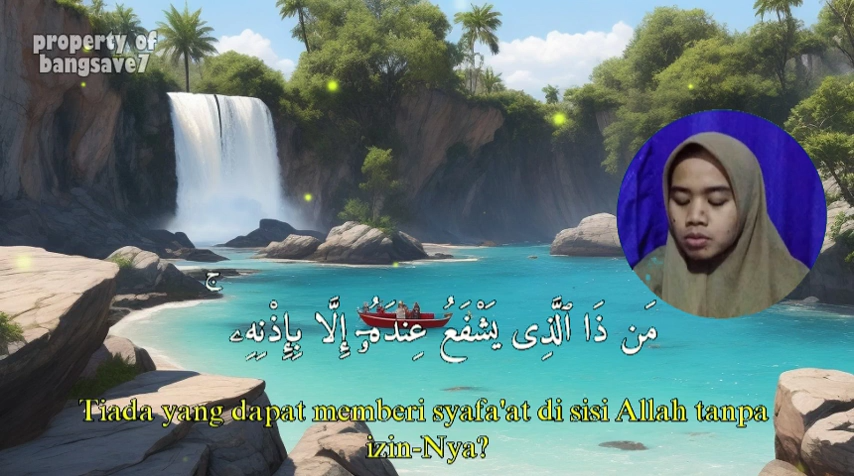 property of
bangsave7
مَن ذَا ٱلَّذِى يَشْفَعُ عِندَهُۥٓ إِلَّا بِإِذْنِهِۦ ۚ
Tiada yang dapat memberi syafa'at di sisi Allah tanpa
izin-Nya?